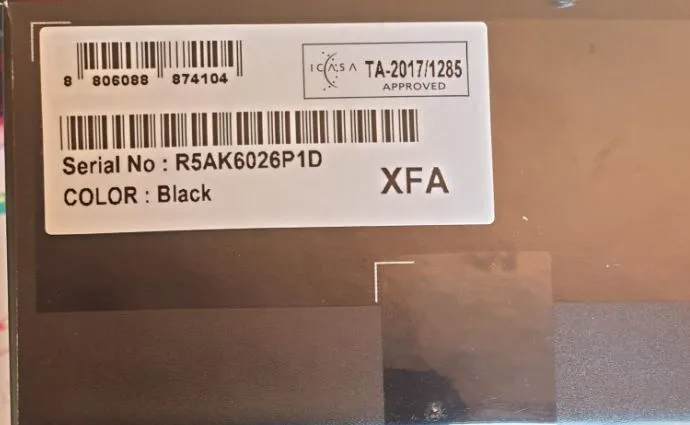 8 806088 874104
ICASA TA-2017/1285
APPROVED
Serial No : R5AK6026P1D
COLOR : Black
XFA